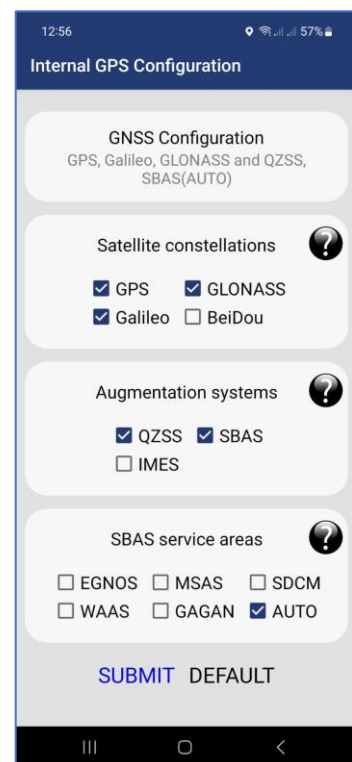 12:56 57%
Internal GPS Configuration
GNSS Configuration
GPS, Galileo, GLONASS and QZSS,
SBAS(AUTO)
Satellite constellations ?
GPS GLONASS
Galileo BeiDou
Augmentation systems ?
QZSS SBAS
IMES
SBAS service areas ?
EGNOS MSAS SDCM
WAAS GAGAN AUTO
SUBMIT DEFAULT